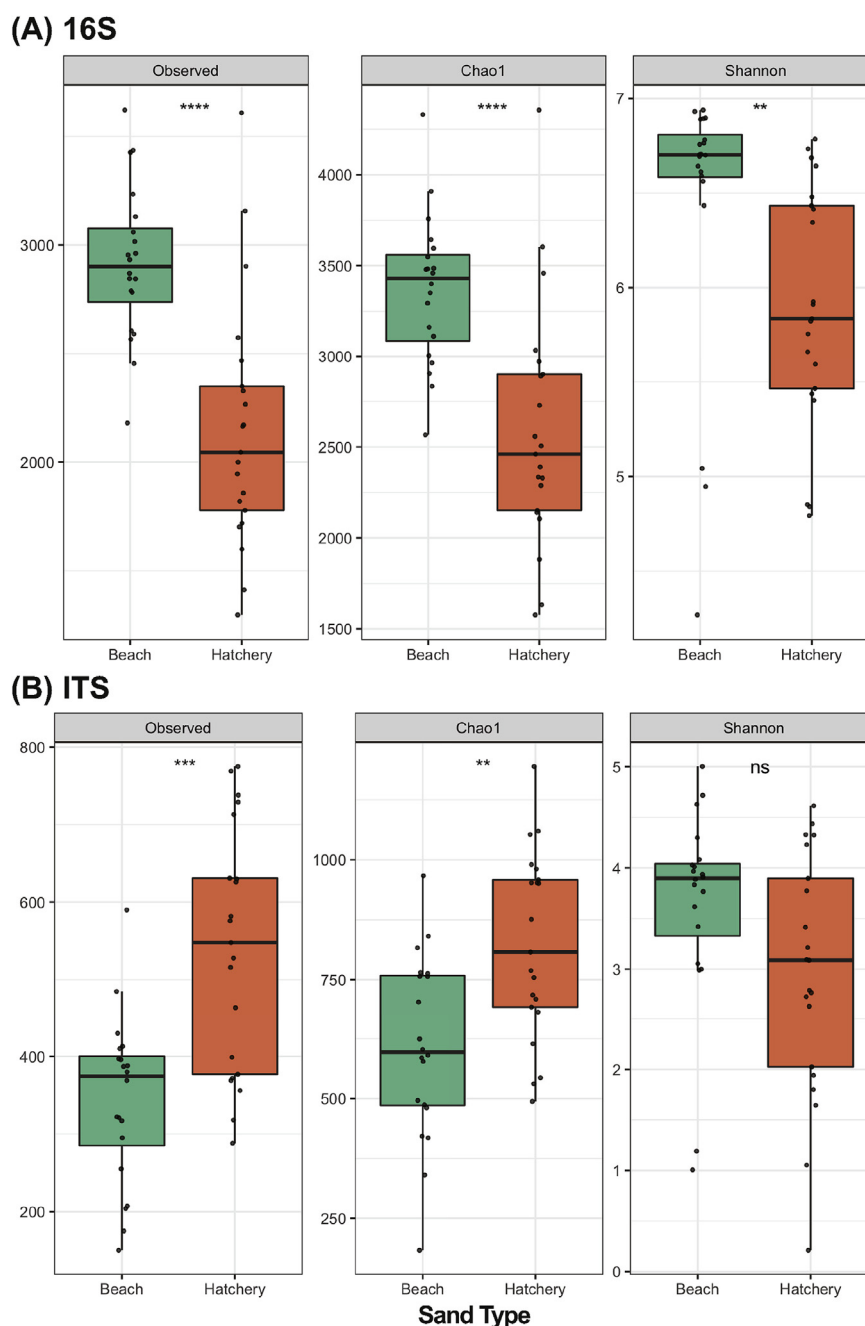 (A) 16S
Observed Chao1 Shannon
**** **** **
3000
2000
4000
3500
3000
2500
2000
1500
7
6
5
Beach Hatchery Beach Hatchery Beach Hatchery
(B) ITS
Observed Chao1 Shannon
*** ** ns
800
600
400
200
1000
750
500
250
5
4
3
2
1
0
Beach Hatchery Beach Hatchery Beach Hatchery
Sand Type